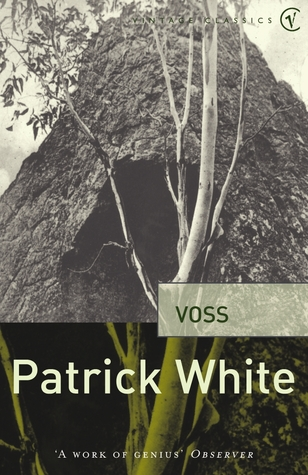 VINTAGE CLASSICS
V
VOSS
Patrick White
'A WORK OF GENIUS' OBSERVER